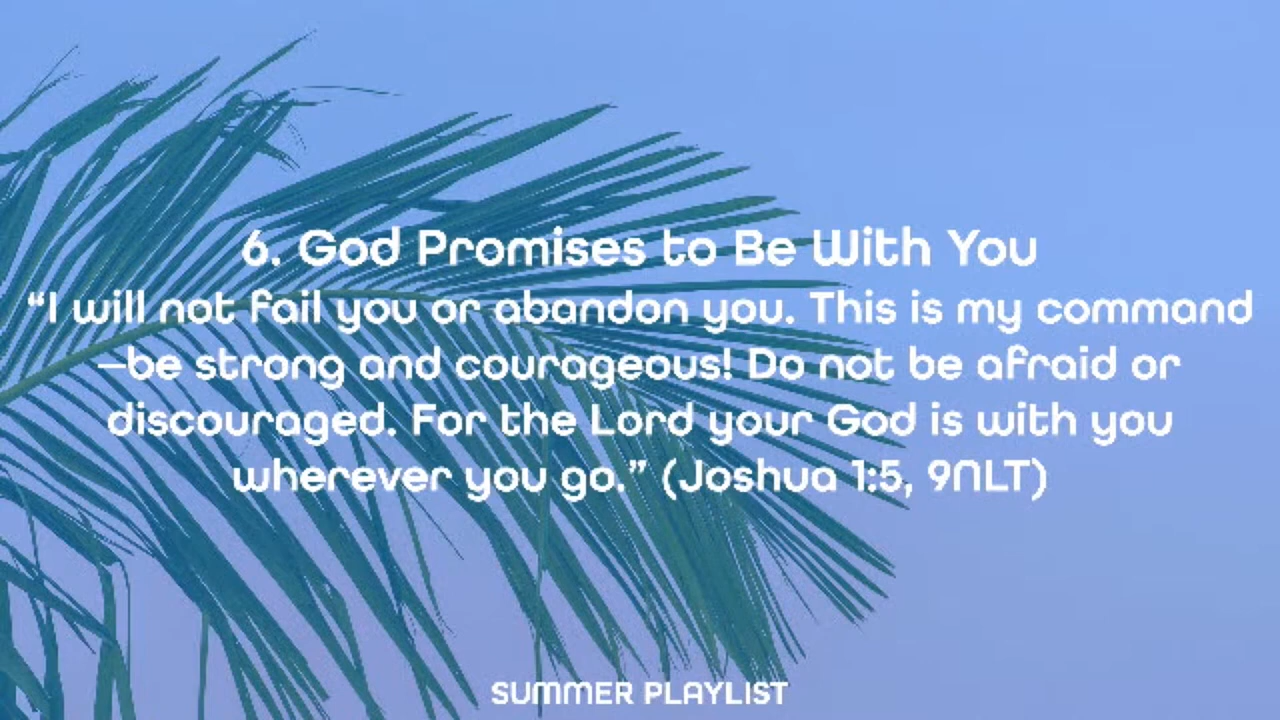 6. God Promises to Be With You
“I will not fail you or abandon you. This is my command
—be strong and courageous! Do not be afraid or
discouraged. For the Lord your God is with you
wherever you go.” (Joshua 1:5, 9NLT)
SUMMER PLAYLIST